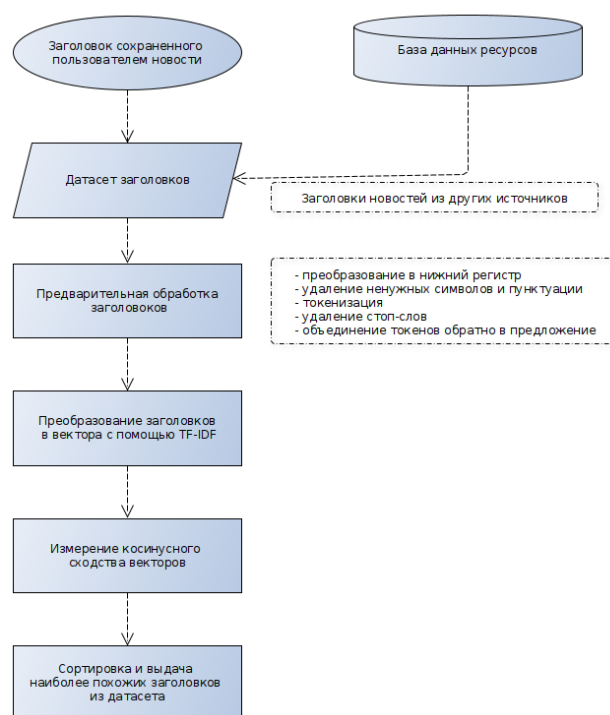 Заголовок сохраненного
пользователем новости
База данных ресурсов
Датасет заголовков
Заголовки новостей из других источников
Предварительная обработка
заголовоков
- преобразование в нижний регистр
- удаление ненужных символов и пунктуации
- токенизация
- удаление стоп-слов
- объединение токенов обратно в предложение
Преобразование заголовков
в вектора с помощью TF-IDF
Измерение косинусного
сходства векторов
Сортировка и выдача
наиболее похожих заголовков
из датасета